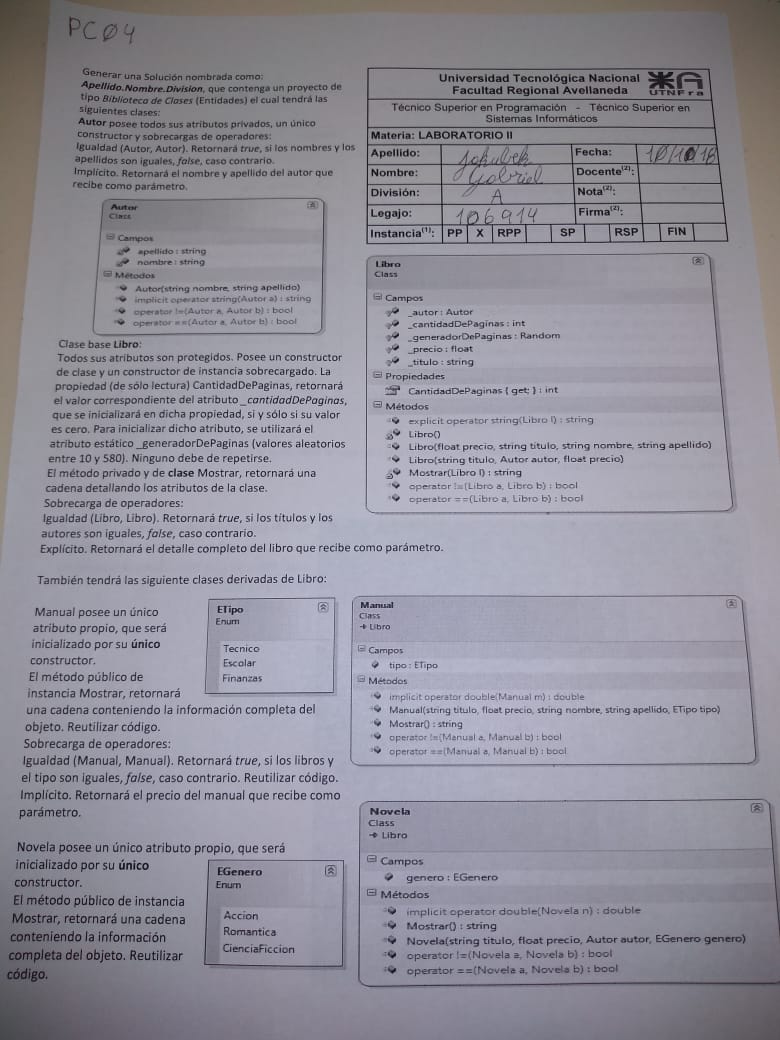 PC04
Generar una Solución nombrada como:
Apellido.Nombre.Division, que contenga un proyecto de
tipo Biblioteca de Clases (Entidades) el cual tendrá las
siguientes clases:
Autor posee todos sus atributos privados, un único
constructor y sobrecargas de operadores:
Igualdad (Autor, Autor). Retornará true, si los nombres y los
apellidos son iguales, false, caso contrario.
Implícito. Retornará el nombre y apellido del autor que
recibe como parámetro.
Universidad Tecnológica Nacional
Facultad Regional Avellaneda
UTNFra
Técnico Superior en Programación - Técnico Superior en
Sistemas Informáticos
Materia: LABORATORIO II
Apellido:
Fecha: 10/10/18
Nombre: Gabriel
Docente(2):
División: A
Nota(2):
Legajo: 106914
Firma(2):
Instancia(1): PP X RPP SP RSP FIN
Autor
Class
Campos
apellido : string
nombre : string
Métodos
Autor(string nombre, string apellido)
implicit operator string(Autor a) : string
operator !=(Autor a, Autor b) : bool
operator ==(Autor a, Autor b) : bool
Clase base Libro:
Todos sus atributos son protegidos. Posee un constructor
de clase y un constructor de instancia sobrecargado. La
propiedad (de sólo lectura) CantidadDePaginas, retornará
el valor correspondiente del atributo _cantidadDePaginas,
que se inicializará en dicha propiedad, si y sólo si su valor
es cero. Para inicializar dicho atributo, se utilizará el
atributo estático _generadorDePaginas (valores aleatorios
entre 10 y 580). Ninguno debe de repetirse.
El método privado y de clase Mostrar, retornará una
cadena detallando los atributos de la clase.
Sobrecarga de operadores:
Igualdad (Libro, Libro). Retornará true, si los títulos y los
autores son iguales, false, caso contrario.
Explícito. Retornará el detalle completo del libro que recibe como parámetro.
Libro
Class
Campos
_autor : Autor
_cantidadDePaginas : int
_generadorDePaginas : Random
_precio : float
_titulo : string
Propiedades
CantidadDePaginas { get; } : int
Métodos
explicit operator string(Libro l) : string
Libro()
Libro(float precio, string titulo, string nombre, string apellido)
Libro(string titulo, Autor autor, float precio)
Mostrar(Libro l) : string
operator !=(Libro a, Libro b) : bool
operator ==(Libro a, Libro b) : bool
También tendrá las siguiente clases derivadas de Libro:
Manual posee un único
atributo propio, que será
inicializado por su único
constructor.
El método público de
instancia Mostrar, retornará
una cadena conteniendo la información completa del
objeto. Reutilizar código.
Sobrecarga de operadores:
Igualdad (Manual, Manual). Retornará true, si los libros y
el tipo son iguales, false, caso contrario. Reutilizar código.
Implícito. Retornará el precio del manual que recibe como
parámetro.
ETipo
Enum
Tecnico
Escolar
Finanzas
Manual
Class
Libro
Campos
tipo : ETipo
Métodos
implicit operator double(Manual m) : double
Manual(string titulo, float precio, string nombre, string apellido, ETipo tipo)
Mostrar() : string
operator !=(Manual a, Manual b) : bool
operator ==(Manual a, Manual b) : bool
Novela posee un único atributo propio, que será
inicializado por su único
constructor.
El método público de instancia
Mostrar, retornará una cadena
conteniendo la información
completa del objeto. Reutilizar
código.
EGenero
Enum
Accion
Romantica
CienciaFiccion
Novela
Class
Libro
Campos
genero : EGenero
Métodos
implicit operator double(Novela n) : double
Mostrar() : string
Novela(string titulo, float precio, Autor autor, EGenero genero)
operator !=(Novela a, Novela b) : bool
operator ==(Novela a, Novela b) : bool